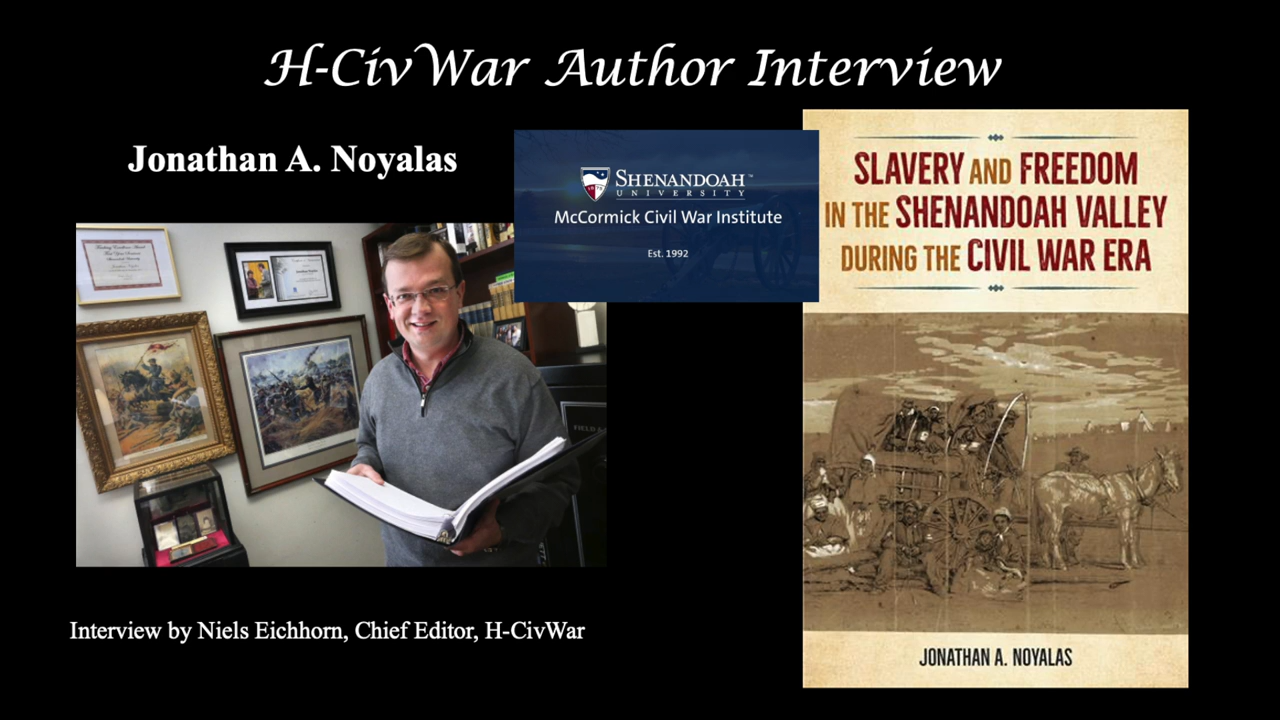 H-CivWar Author Interview
Jonathan A. Noyalas
SHENANDOAH™
UNIVERSITY
McCormick Civil War Institute
Est. 1992
SLAVERY AND FREEDOM
IN THE SHENANDOAH VALLEY
DURING THE CIVIL WAR ERA
JONATHAN A. NOYALAS
Interview by Niels Eichhorn, Chief Editor, H-CivWar